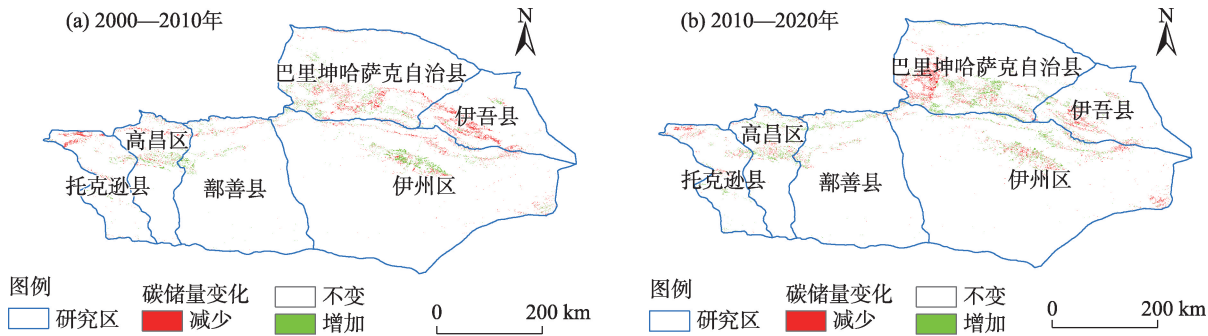 (a) 2000—2010年
N
巴里坤哈萨克自治县
伊吾县
高昌区
托克逊县
鄯善县
伊州区
图例
研究区
碳储量变化
减少
不变
增加
0 200 km
(b) 2010—2020年
N
巴里坤哈萨克自治县
伊吾县
高昌区
托克逊县
鄯善县
伊州区
图例
研究区
碳储量变化
减少
不变
增加
0 200 km